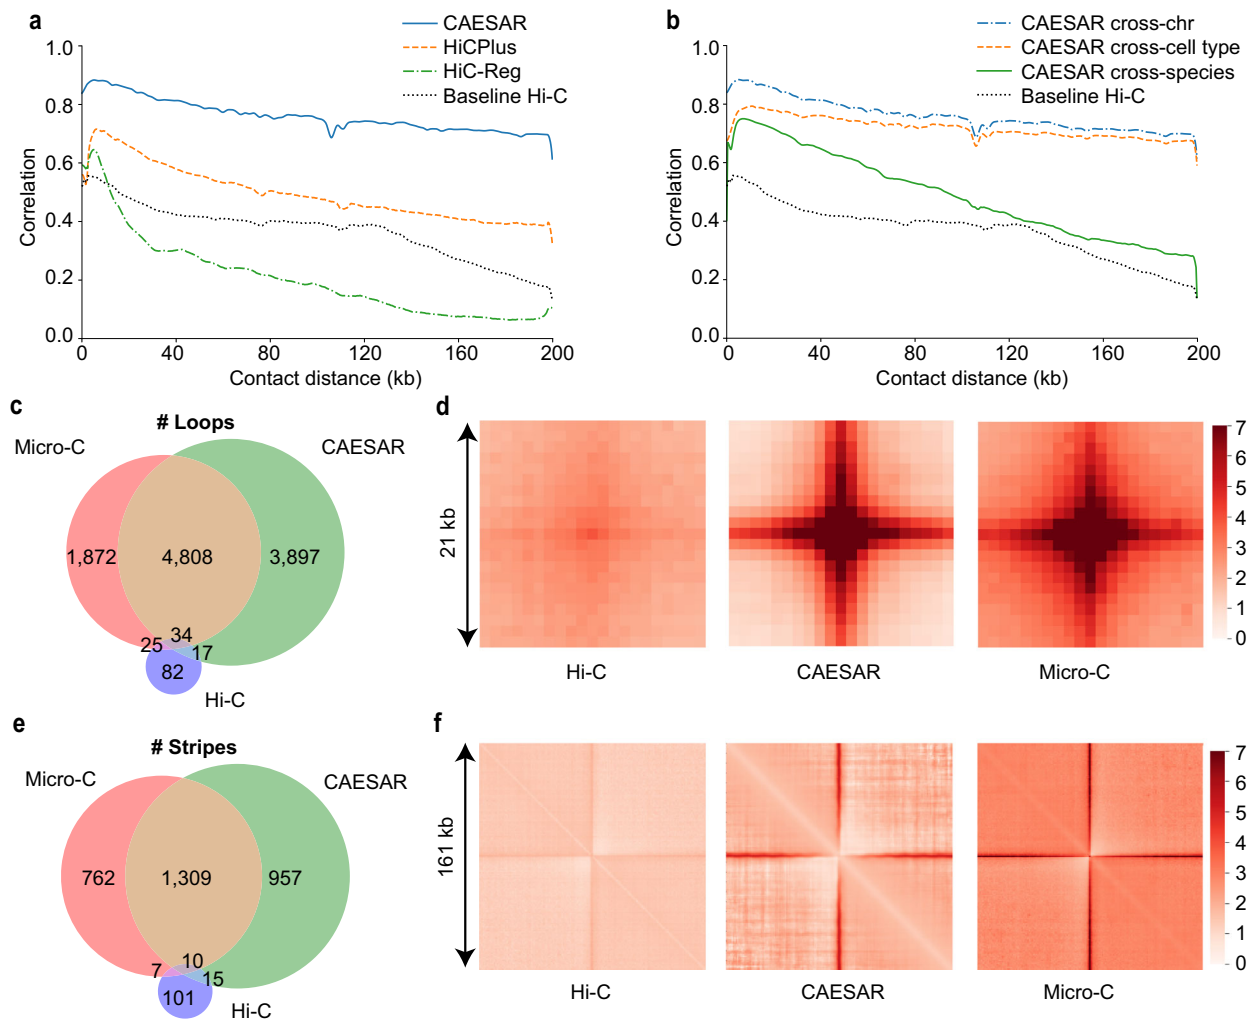 a
CAESAR
HiCPlus
HiC-Reg
Baseline Hi-C
1.0
0.8
0.6
0.4
0.2
0.0
Correlation
0 40 80 120 160 200
Contact distance (kb)
b
CAESAR cross-chr
CAESAR cross-cell type
CAESAR cross-species
Baseline Hi-C
1.0
0.8
0.6
0.4
0.2
0.0
Correlation
0 40 80 120 160 200
Contact distance (kb)
c
# Loops
Micro-C
CAESAR
1,872
4,808
3,897
34
25
17
82
Hi-C
d
21 kb
Hi-C
CAESAR
Micro-C
7
6
5
4
3
2
1
0
e
# Stripes
Micro-C
CAESAR
762
1,309
957
10
7
15
101
Hi-C
f
161 kb
Hi-C
CAESAR
Micro-C
7
6
5
4
3
2
1
0